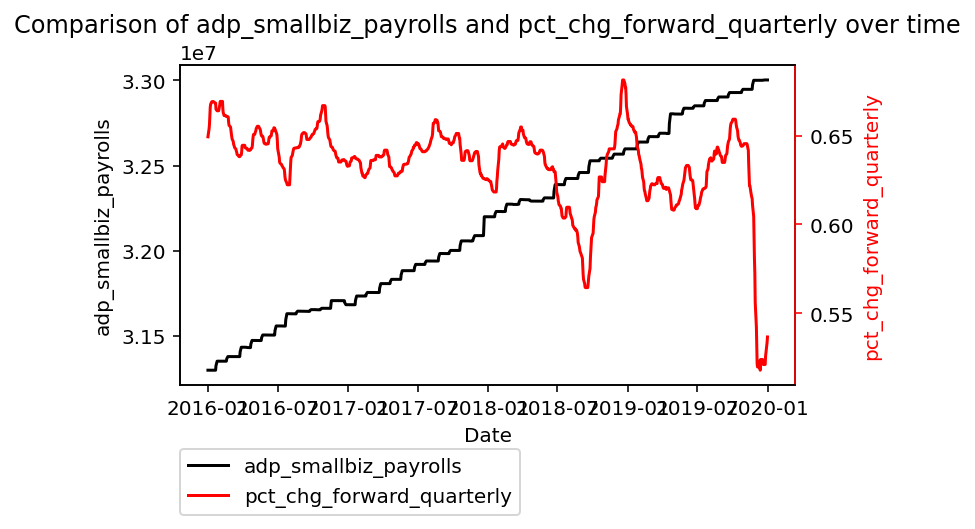 Comparison of adp_smallbiz_payrolls and pct_chg_forward_quarterly over time
1e7
3.30
3.25
3.20
3.15
adp_smallbiz_payrolls
0.65
0.60
0.55
pct_chg_forward_quarterly
2016-01 2016-07 2017-01 2017-07 2018-01 2018-07 2019-01 2019-07 2020-01
Date
adp_smallbiz_payrolls
pct_chg_forward_quarterly